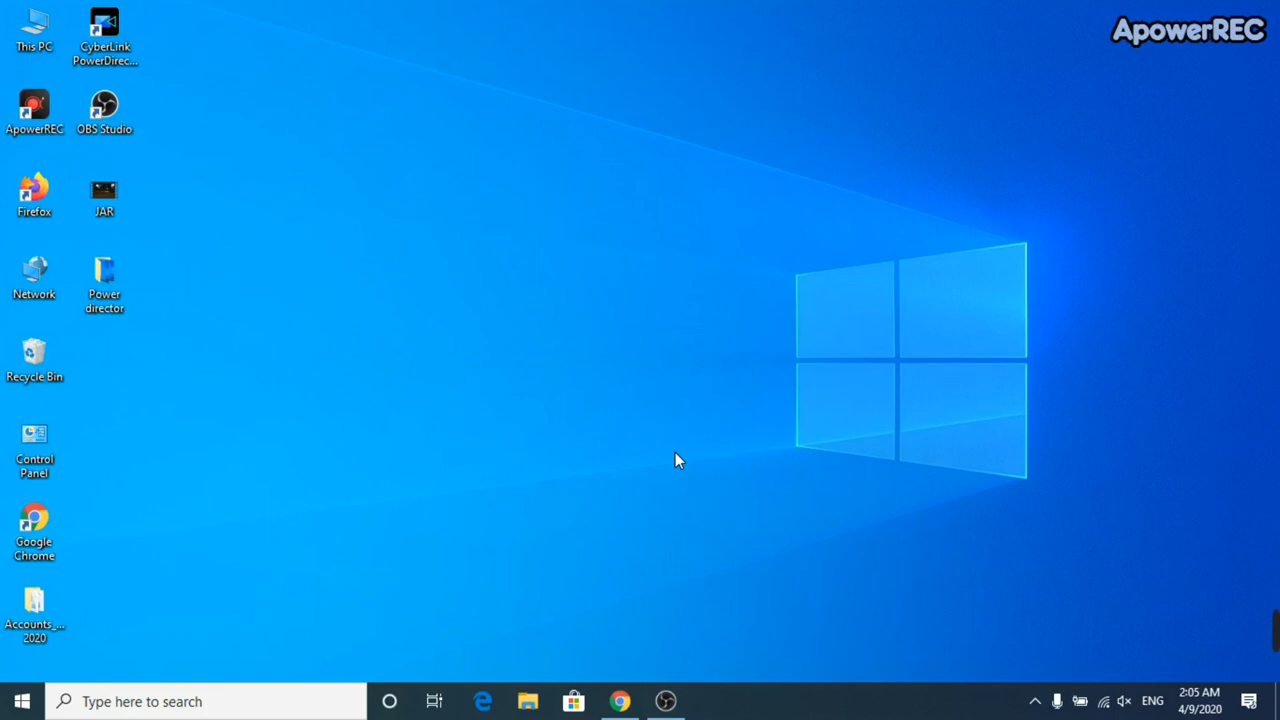 ApowerREC
This PC
CyberLink
PowerDirec...
ApowerREC
OBS Studio
Firefox
JAR
Network
Power
director
Recycle Bin
Control
Panel
Google
Chrome
Accounts_...
2020
Type here to search
ENG
2:05 AM
4/9/2020